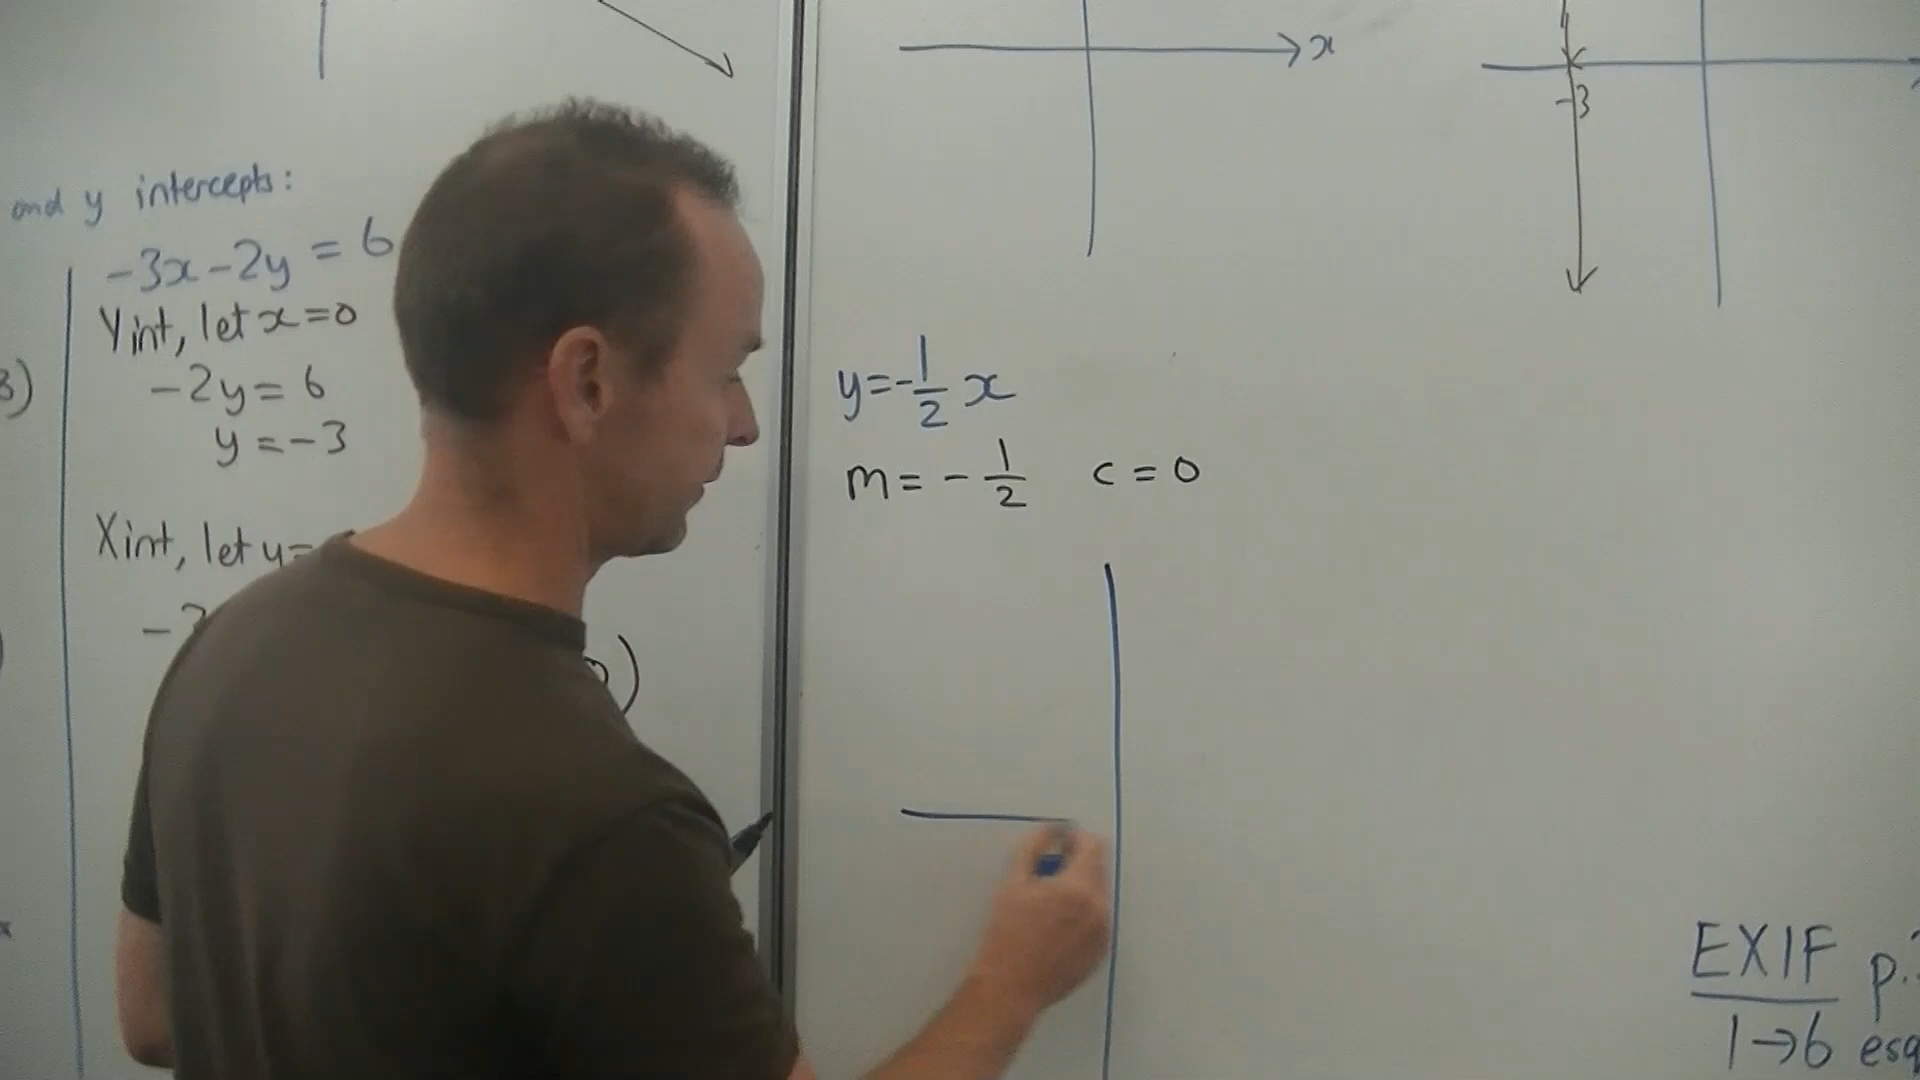 and y intercepts:
-3x-2y = 6
Yint, let x=0
-2y = 6
y = -3
Xint, let y=
x
-3
y=-1/2 x
m = - 1/2 c = 0
EXIF p.
1→6